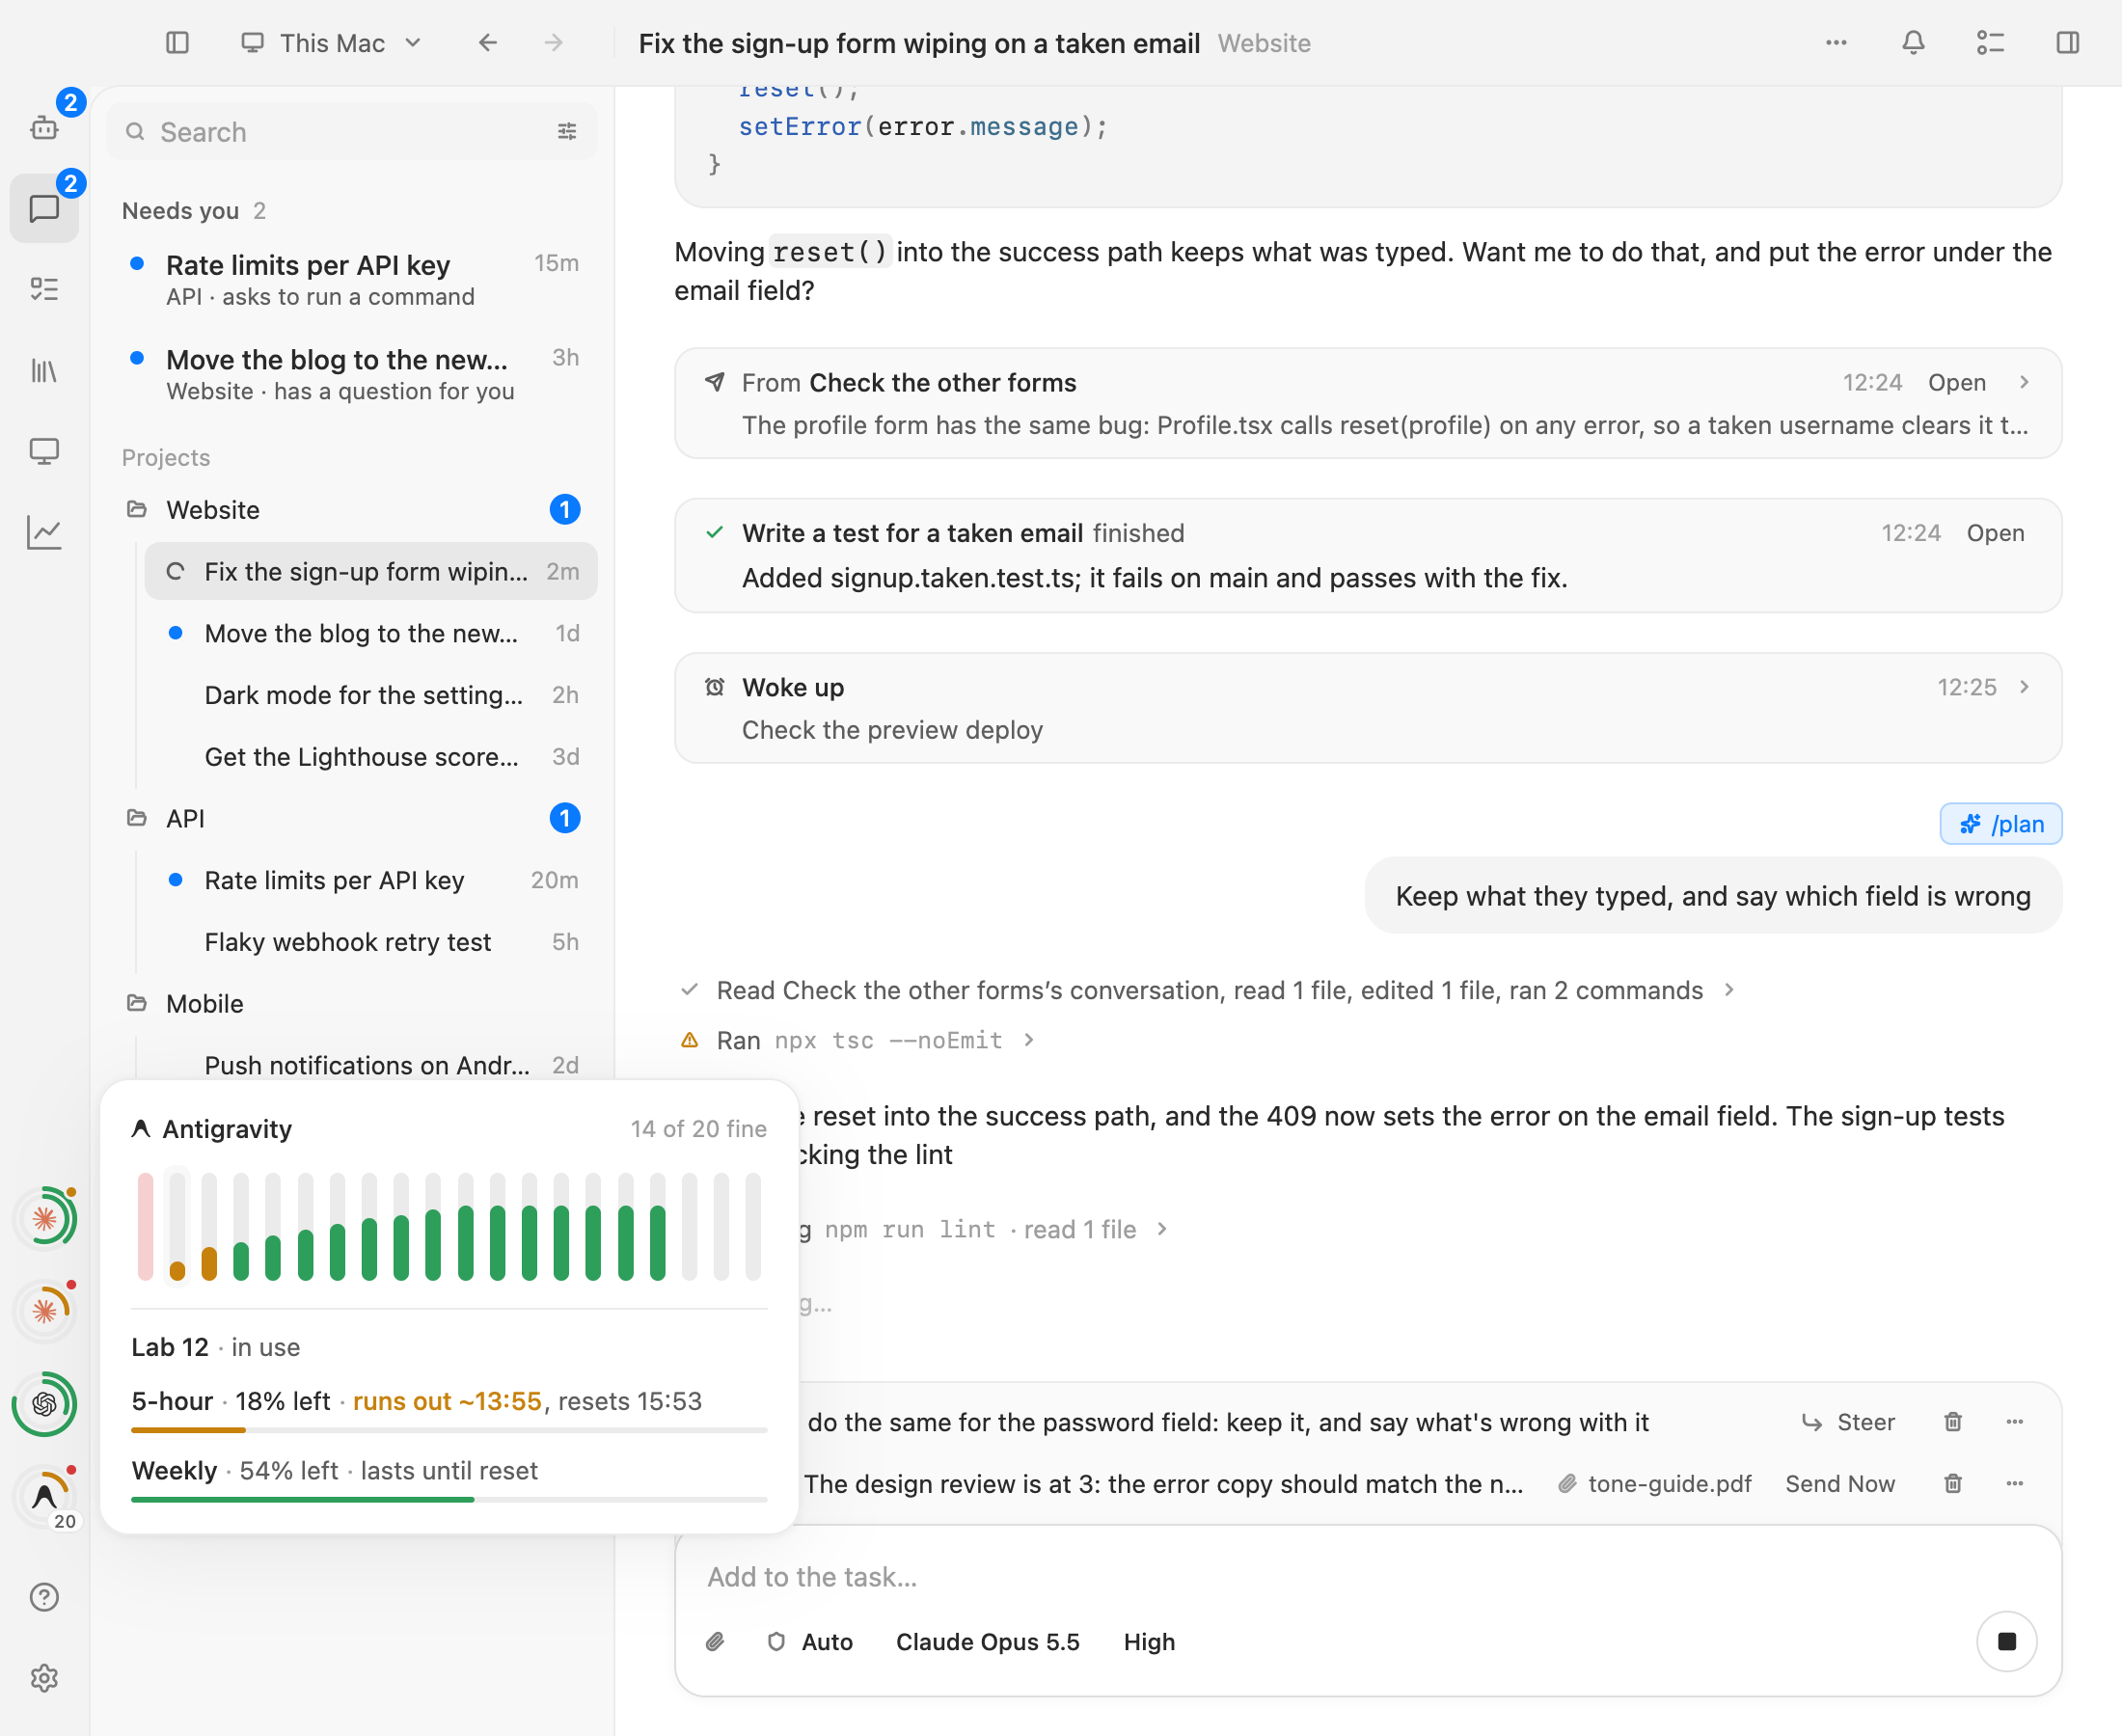 This Mac
Fix the sign-up form wiping on a taken email Website
2
2
Search
Needs you 2
Rate limits per API key 15m
API · asks to run a command
Move the blog to the new... 3h
Website · has a question for you
Projects
Website 1
Fix the sign-up form wipin... 2m
Move the blog to the new... 1d
Dark mode for the setting... 2h
Get the Lighthouse score... 3d
API 1
Rate limits per API key 20m
Flaky webhook retry test 5h
Mobile
Push notifications on Andr... 2d
Antigravity 14 of 20 fine
Lab 12 · in use
5-hour · 18% left · runs out ~13:55, resets 15:53
Weekly · 54% left · lasts until reset
20
reset();
setError(error.message);
}
Moving reset() into the success path keeps what was typed. Want me to do that, and put the error under the
email field?
From Check the other forms 12:24 Open
The profile form has the same bug: Profile.tsx calls reset(profile) on any error, so a taken username clears it t...
Write a test for a taken email finished 12:24 Open
Added signup.taken.test.ts; it fails on main and passes with the fix.
Woke up 12:25
Check the preview deploy
/plan
Keep what they typed, and say which field is wrong
Read Check the other forms’s conversation, read 1 file, edited 1 file, ran 2 commands
Ran npx tsc --noEmit
reset into the success path, and the 409 now sets the error on the email field. The sign-up tests
the lint
npm run lint · read 1 file
do the same for the password field: keep it, and say what's wrong with it Steer
The design review is at 3: the error copy should match the n... tone-guide.pdf Send Now
Add to the task...
Auto Claude Opus 5.5 High